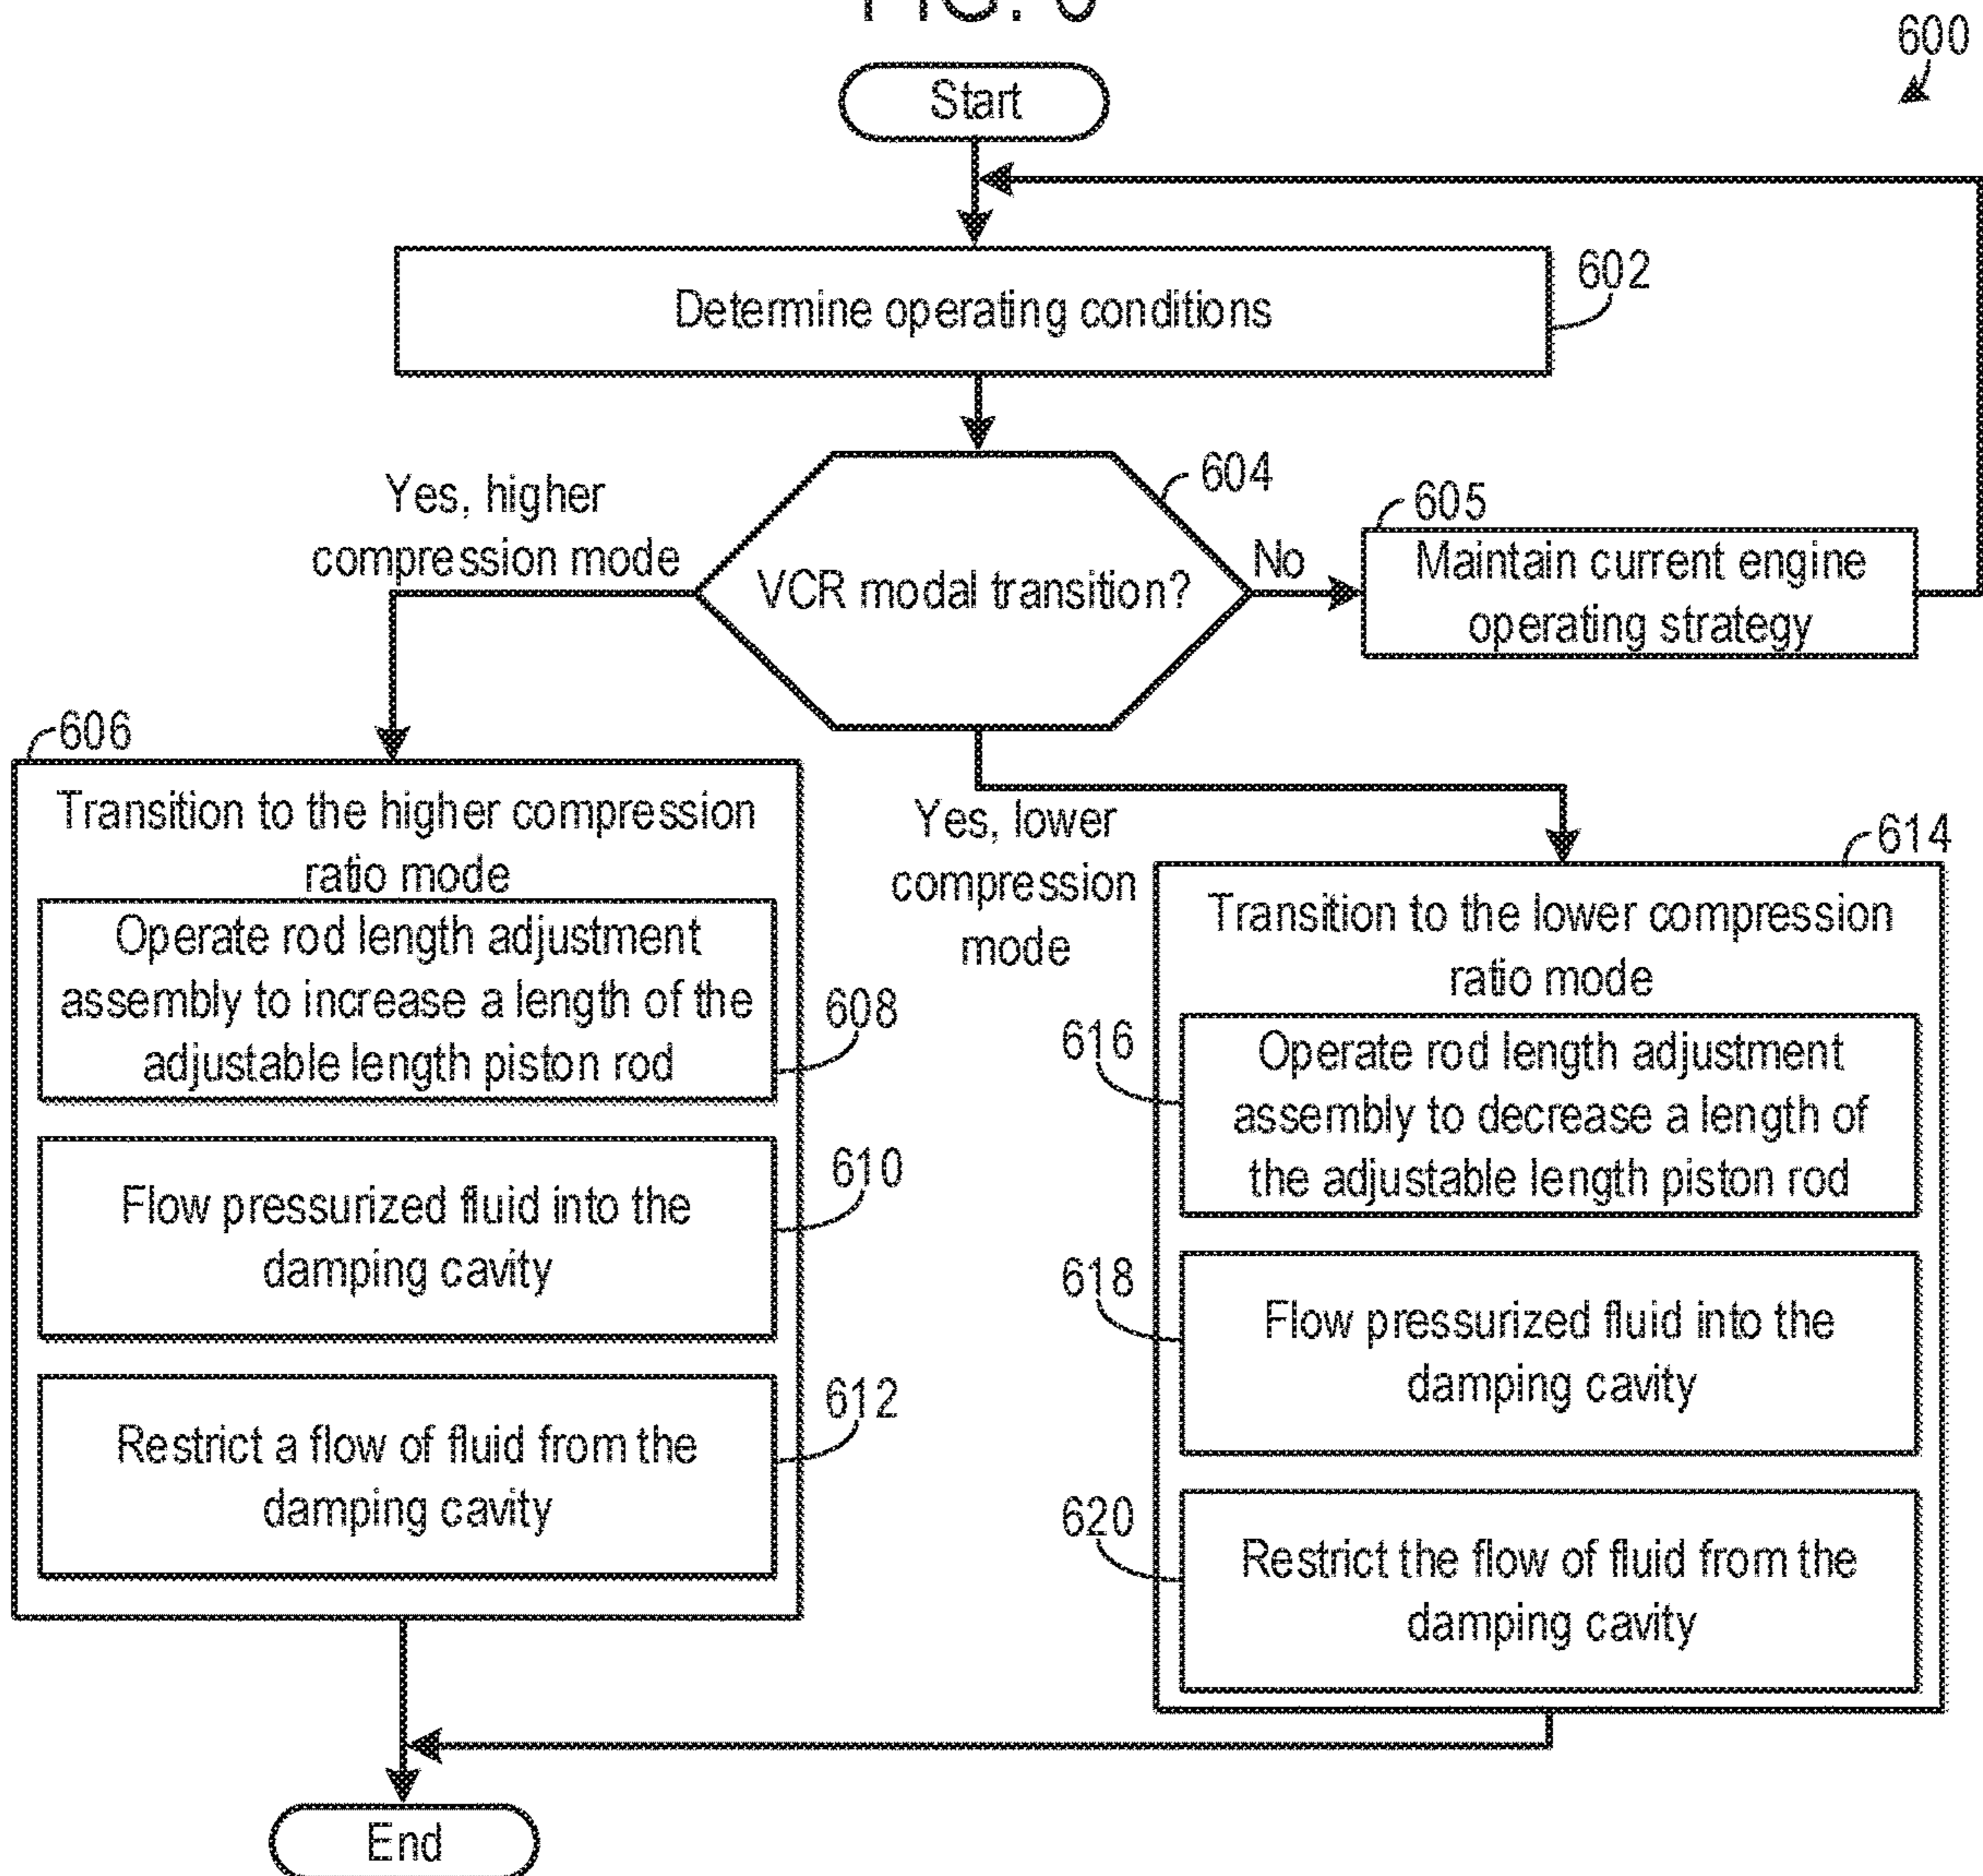 600
Start
Determine operating conditions
602
604
Yes, higher
compression mode
VCR modal transition?
No
605
Maintain current engine
operating strategy
606
Transition to the higher compression
ratio mode
Operate rod length adjustment
assembly to increase a length of the
adjustable length piston rod
608
Flow pressurized fluid into the
damping cavity
610
Restrict a flow of fluid from the
damping cavity
612
Yes, lower
compression
mode
614
Transition to the lower compression
ratio mode
616
Operate rod length adjustment
assembly to decrease a length of
the adjustable length piston rod
618
Flow pressurized fluid into the
damping cavity
620
Restrict the flow of fluid from the
damping cavity
End